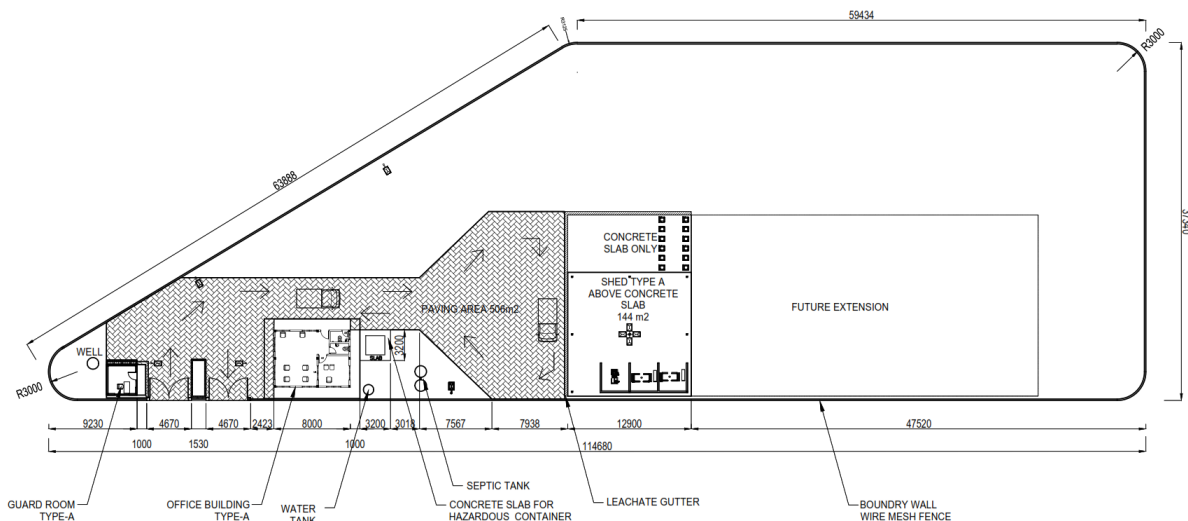 59434
R3125
R3000
63888
37340
CONCRETE
SLAB ONLY
SHED TYPE A
ABOVE CONCRETE
SLAB
144 m2
PAVING AREA 506m2
FUTURE EXTENSION
WELL
R3000
SLAB
3200
9230
4670
4670
2423
8000
3200
3018
7567
7938
12900
47520
1000
1530
1000
114680
SEPTIC TANK
GUARD ROOM
TYPE-A
OFFICE BUILDING
TYPE-A
WATER
TANK
CONCRETE SLAB FOR
HAZARDOUS CONTAINER
LEACHATE GUTTER
BOUNDRY WALL
WIRE MESH FENCE